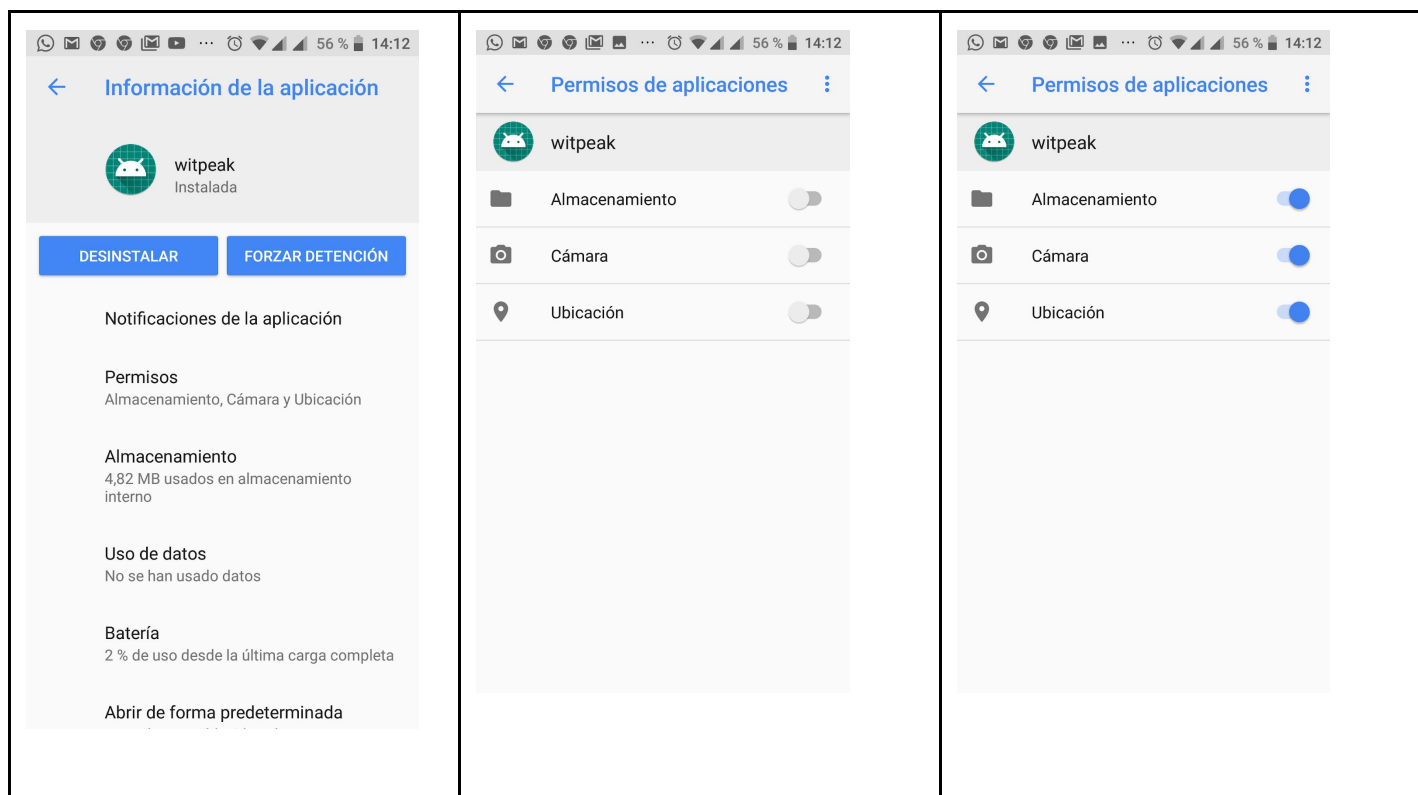 56 % 14:12
Información de la aplicación
witpeak
Instalada
DESINSTALAR
FORZAR DETENCIÓN
Notificaciones de la aplicación
Permisos
Almacenamiento, Cámara y Ubicación
Almacenamiento
4,82 MB usados en almacenamiento
interno
Uso de datos
No se han usado datos
Batería
2 % de uso desde la última carga completa
Abrir de forma predeterminada
56 % 14:12
Permisos de aplicaciones
witpeak
Almacenamiento
Cámara
Ubicación
56 % 14:12
Permisos de aplicaciones
witpeak
Almacenamiento
Cámara
Ubicación